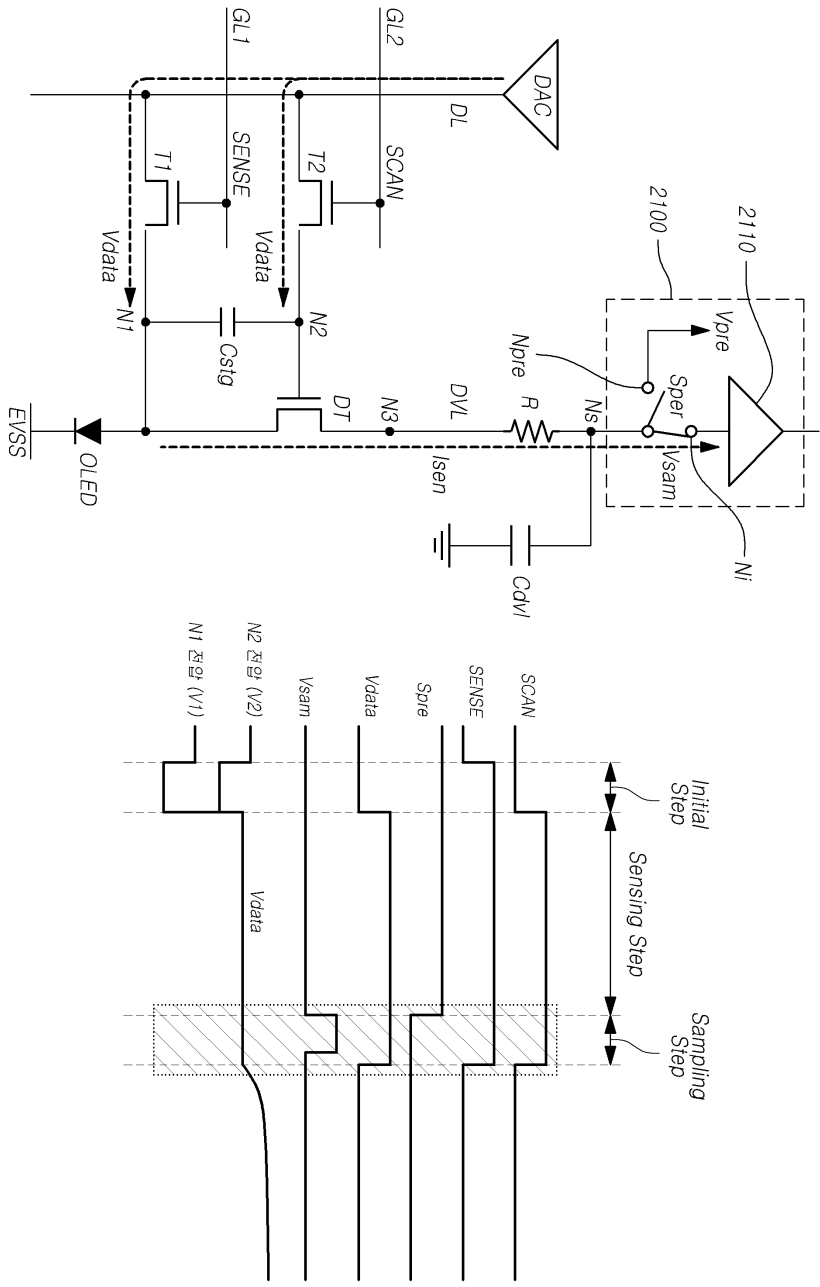 GL1
GL2
DAC
DL
SENSE
SCAN
T1
T2
Vdata
Vdata
2100
2110
Vpre
Npre
Sper
N1
N2
Cstg
DT
N3
DVL
R
Ns
Vsam
Isen
Ni
EVSS
OLED
Cdvl
Initial
Step
Sensing Step
Sampling
Step
SCAN
SENSE
Spre
Vdata
Vsam
N2 전압 (V2)
N1 전압 (V1)
Vdata